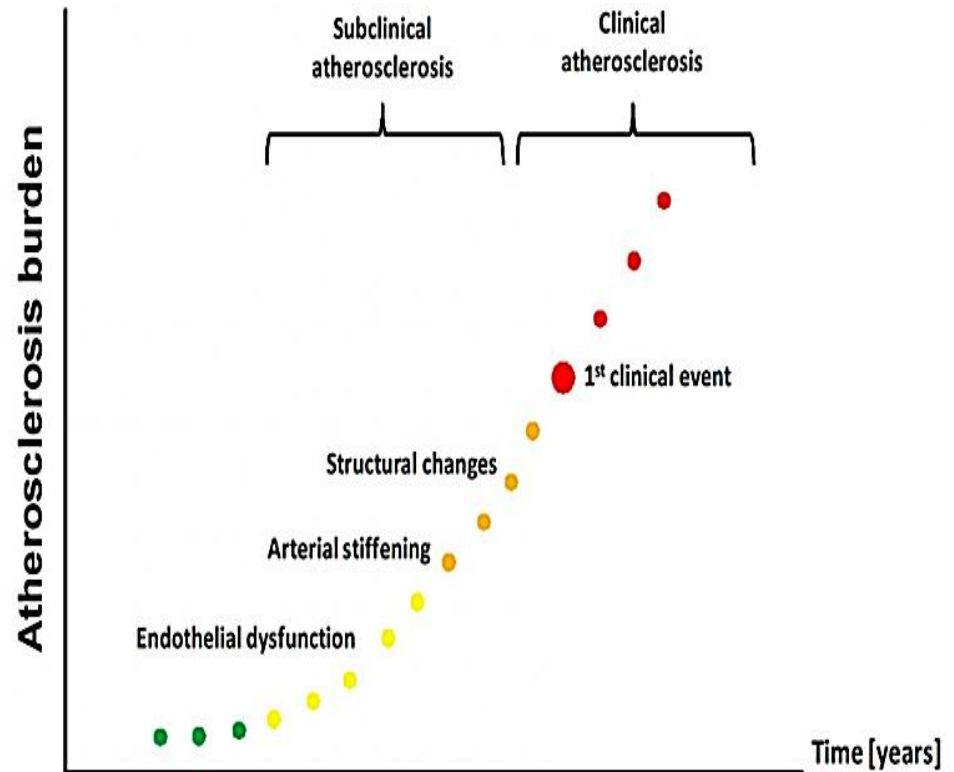 Subclinical
atherosclerosis
Clinical
atherosclerosis
Atherosclerosis burden
1st clinical event
Structural changes
Arterial stiffening
Endothelial dysfunction
Time [years]